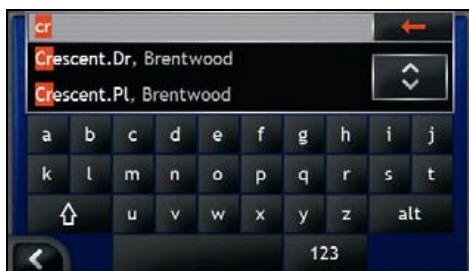 cr
Crescent.Dr, Brentwood
Crescent.Pl, Brentwood
a b c d e f g h i j
k l m n o p q r s t
u v w x y z alt
123